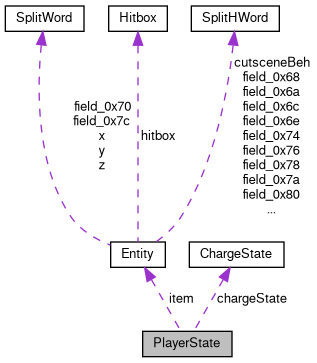 SplitWord
Hitbox
SplitHWord
field_0x70
field_0x7c
x
y
z
hitbox
cutsceneBeh
field_0x68
field_0x6a
field_0x6c
field_0x6e
field_0x74
field_0x76
field_0x78
field_0x7a
field_0x80
...
Entity
ChargeState
item
chargeState
PlayerState